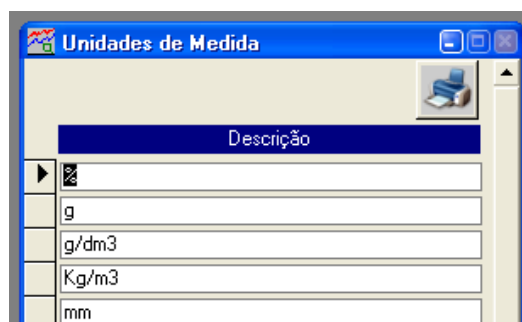 Unidades de Medida
Descrição
%
g
g/dm3
Kg/m3
mm